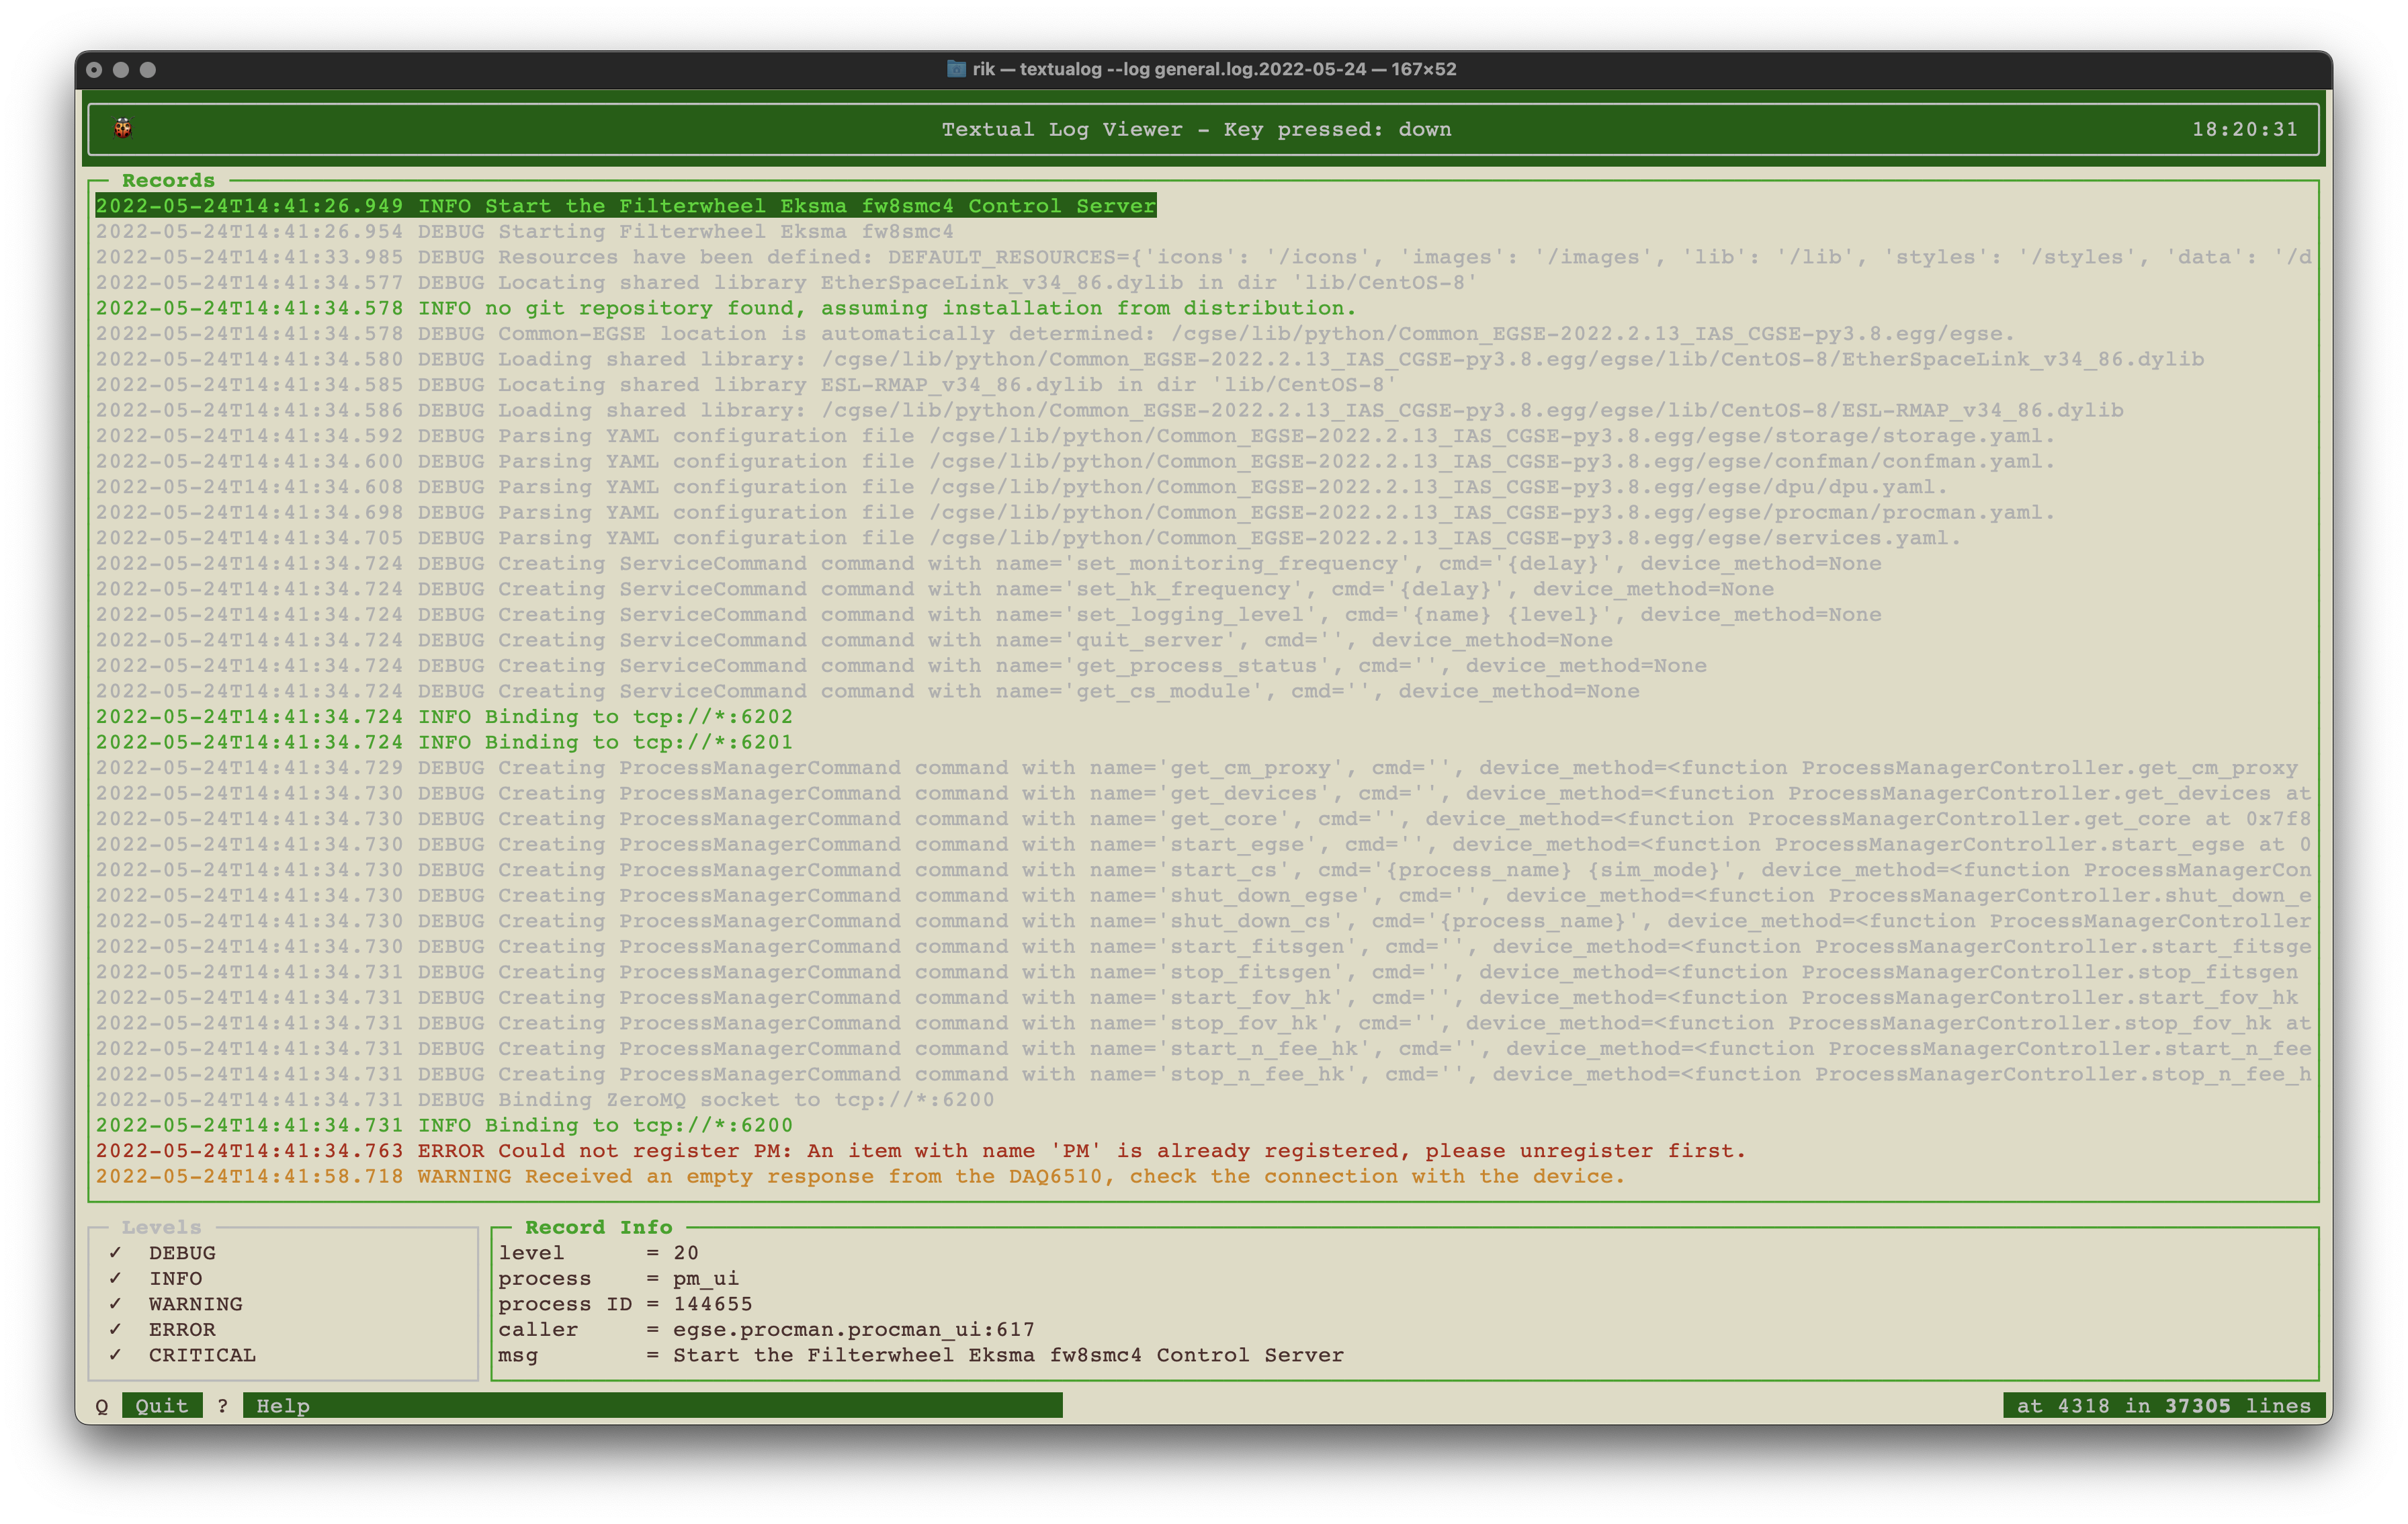 rik — textualog --log general.log.2022-05-24 — 167×52
Textual Log Viewer - Key pressed: down 18:20:31
Records
2022-05-24T14:41:26.949 INFO Start the Filterwheel Eksma fw8smc4 Control Server
2022-05-24T14:41:26.954 DEBUG Starting Filterwheel Eksma fw8smc4
2022-05-24T14:41:33.985 DEBUG Resources have been defined: DEFAULT_RESOURCES={'icons': '/icons', 'images': '/images', 'lib': '/lib', 'styles': '/styles', 'data': '/d
2022-05-24T14:41:34.577 DEBUG Locating shared library EtherSpaceLink_v34_86.dylib in dir 'lib/CentOS-8'
2022-05-24T14:41:34.578 INFO no git repository found, assuming installation from distribution.
2022-05-24T14:41:34.578 DEBUG Common-EGSE location is automatically determined: /cgse/lib/python/Common_EGSE-2022.2.13_IAS_CGSE-py3.8.egg/egse.
2022-05-24T14:41:34.580 DEBUG Loading shared library: /cgse/lib/python/Common_EGSE-2022.2.13_IAS_CGSE-py3.8.egg/egse/lib/CentOS-8/EtherSpaceLink_v34_86.dylib
2022-05-24T14:41:34.585 DEBUG Locating shared library ESL-RMAP_v34_86.dylib in dir 'lib/CentOS-8'
2022-05-24T14:41:34.586 DEBUG Loading shared library: /cgse/lib/python/Common_EGSE-2022.2.13_IAS_CGSE-py3.8.egg/egse/lib/CentOS-8/ESL-RMAP_v34_86.dylib
2022-05-24T14:41:34.592 DEBUG Parsing YAML configuration file /cgse/lib/python/Common_EGSE-2022.2.13_IAS_CGSE-py3.8.egg/egse/storage/storage.yaml.
2022-05-24T14:41:34.600 DEBUG Parsing YAML configuration file /cgse/lib/python/Common_EGSE-2022.2.13_IAS_CGSE-py3.8.egg/egse/confman/confman.yaml.
2022-05-24T14:41:34.608 DEBUG Parsing YAML configuration file /cgse/lib/python/Common_EGSE-2022.2.13_IAS_CGSE-py3.8.egg/egse/dpu/dpu.yaml.
2022-05-24T14:41:34.698 DEBUG Parsing YAML configuration file /cgse/lib/python/Common_EGSE-2022.2.13_IAS_CGSE-py3.8.egg/egse/procman/procman.yaml.
2022-05-24T14:41:34.705 DEBUG Parsing YAML configuration file /cgse/lib/python/Common_EGSE-2022.2.13_IAS_CGSE-py3.8.egg/egse/services.yaml.
2022-05-24T14:41:34.724 DEBUG Creating ServiceCommand command with name='set_monitoring_frequency', cmd='{delay}', device_method=None
2022-05-24T14:41:34.724 DEBUG Creating ServiceCommand command with name='set_hk_frequency', cmd='{delay}', device_method=None
2022-05-24T14:41:34.724 DEBUG Creating ServiceCommand command with name='set_logging_level', cmd='{name} {level}', device_method=None
2022-05-24T14:41:34.724 DEBUG Creating ServiceCommand command with name='quit_server', cmd='', device_method=None
2022-05-24T14:41:34.724 DEBUG Creating ServiceCommand command with name='get_process_status', cmd='', device_method=None
2022-05-24T14:41:34.724 DEBUG Creating ServiceCommand command with name='get_cs_module', cmd='', device_method=None
2022-05-24T14:41:34.724 INFO Binding to tcp://*:6202
2022-05-24T14:41:34.724 INFO Binding to tcp://*:6201
2022-05-24T14:41:34.729 DEBUG Creating ProcessManagerCommand command with name='get_cm_proxy', cmd='', device_method=<function ProcessManagerController.get_cm_proxy
2022-05-24T14:41:34.730 DEBUG Creating ProcessManagerCommand command with name='get_devices', cmd='', device_method=<function ProcessManagerController.get_devices at
2022-05-24T14:41:34.730 DEBUG Creating ProcessManagerCommand command with name='get_core', cmd='', device_method=<function ProcessManagerController.get_core at 0x7f8
2022-05-24T14:41:34.730 DEBUG Creating ProcessManagerCommand command with name='start_egse', cmd='', device_method=<function ProcessManagerController.start_egse at 0
2022-05-24T14:41:34.730 DEBUG Creating ProcessManagerCommand command with name='start_cs', cmd='{process_name} {sim_mode}', device_method=<function ProcessManagerCon
2022-05-24T14:41:34.730 DEBUG Creating ProcessManagerCommand command with name='shut_down_egse', cmd='', device_method=<function ProcessManagerController.shut_down_e
2022-05-24T14:41:34.730 DEBUG Creating ProcessManagerCommand command with name='shut_down_cs', cmd='{process_name}', device_method=<function ProcessManagerController
2022-05-24T14:41:34.730 DEBUG Creating ProcessManagerCommand command with name='start_fitsgen', cmd='', device_method=<function ProcessManagerController.start_fitsge
2022-05-24T14:41:34.731 DEBUG Creating ProcessManagerCommand command with name='stop_fitsgen', cmd='', device_method=<function ProcessManagerController.stop_fitsgen
2022-05-24T14:41:34.731 DEBUG Creating ProcessManagerCommand command with name='start_fov_hk', cmd='', device_method=<function ProcessManagerController.start_fov_hk
2022-05-24T14:41:34.731 DEBUG Creating ProcessManagerCommand command with name='stop_fov_hk', cmd='', device_method=<function ProcessManagerController.stop_fov_hk at
2022-05-24T14:41:34.731 DEBUG Creating ProcessManagerCommand command with name='start_n_fee_hk', cmd='', device_method=<function ProcessManagerController.start_n_fee
2022-05-24T14:41:34.731 DEBUG Creating ProcessManagerCommand command with name='stop_n_fee_hk', cmd='', device_method=<function ProcessManagerController.stop_n_fee_h
2022-05-24T14:41:34.731 DEBUG Binding ZeroMQ socket to tcp://*:6200
2022-05-24T14:41:34.731 INFO Binding to tcp://*:6200
2022-05-24T14:41:34.763 ERROR Could not register PM: An item with name 'PM' is already registered, please unregister first.
2022-05-24T14:41:58.718 WARNING Received an empty response from the DAQ6510, check the connection with the device.
Levels
✓ DEBUG
✓ INFO
✓ WARNING
✓ ERROR
✓ CRITICAL
Record Info
level = 20
process = pm_ui
process ID = 144655
caller = egse.procman.procman_ui:617
msg = Start the Filterwheel Eksma fw8smc4 Control Server
Q Quit ? Help at 4318 in 37305 lines